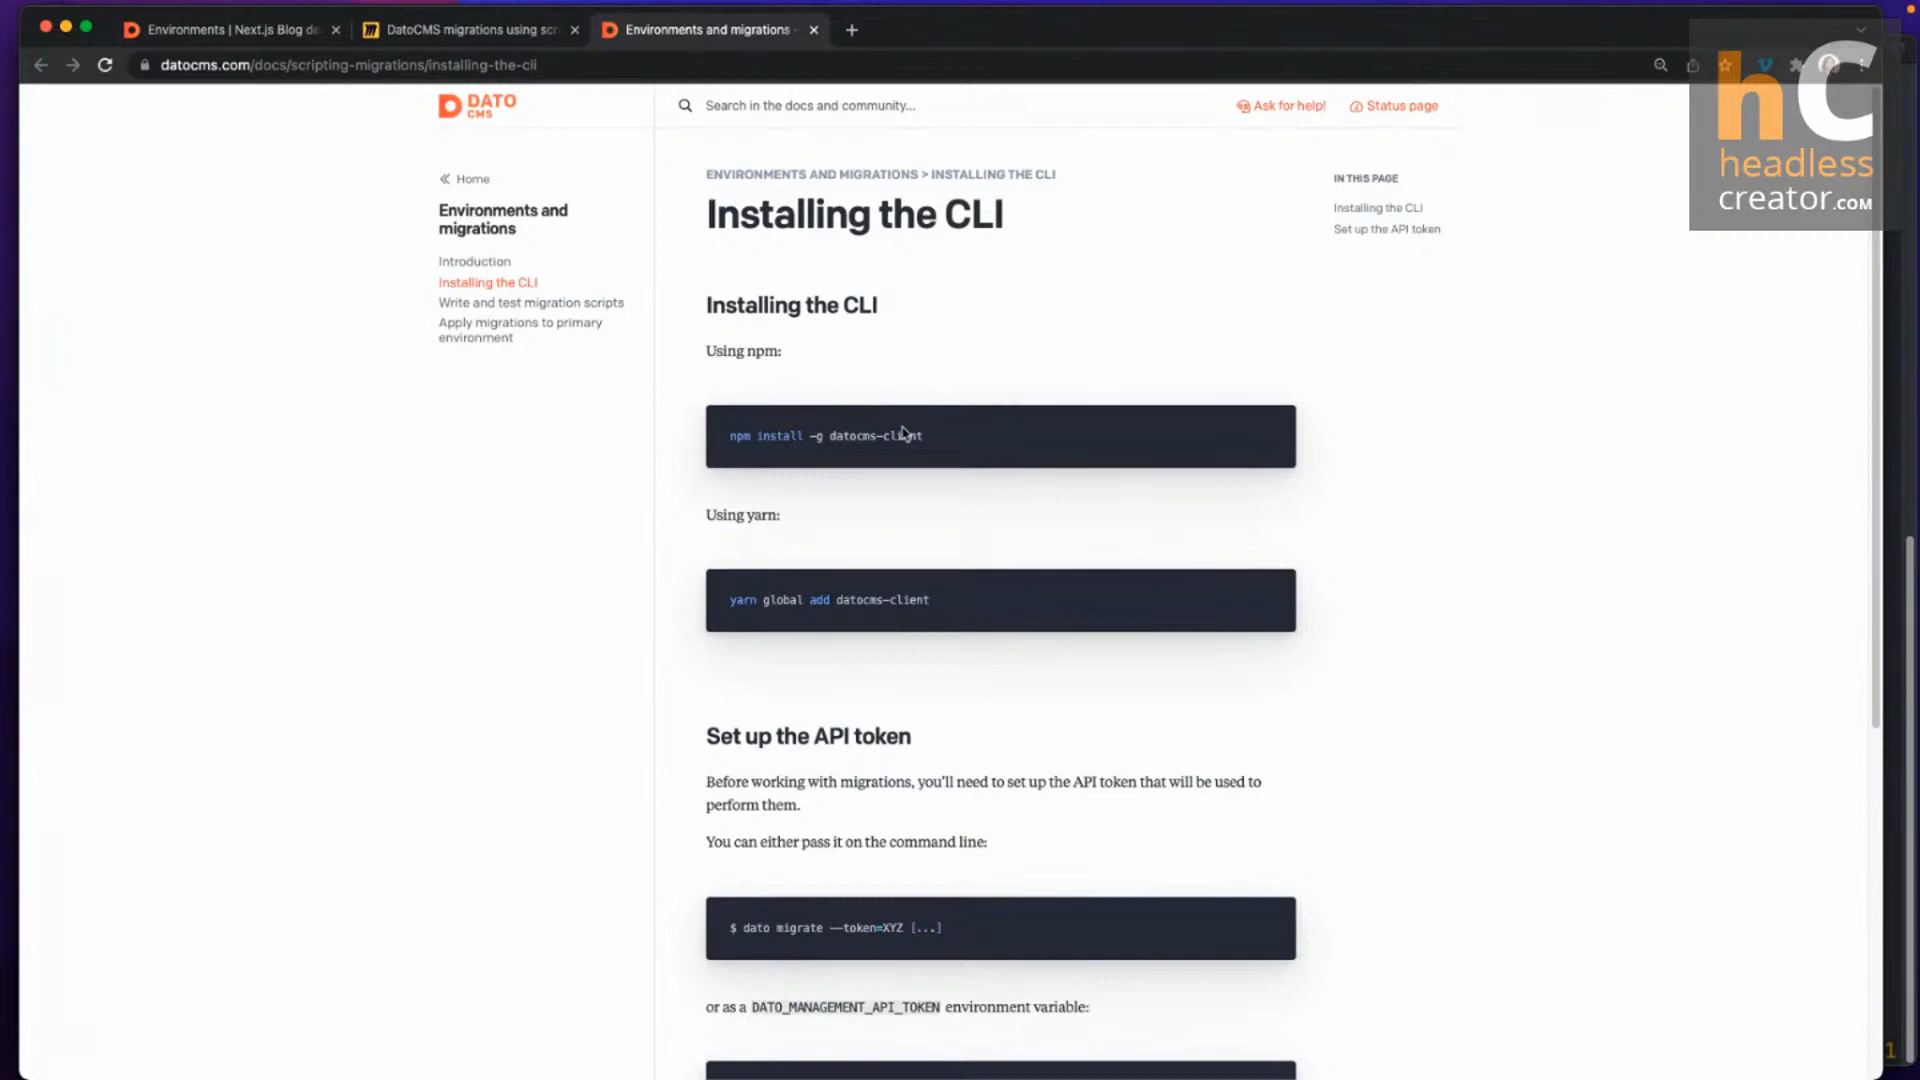 Environments | Next.js Blog de
DatoCMS migrations using scr
Environments and migrations -
datocms.com/docs/scripting-migrations/installing-the-cli
hC
headless
creator.COM
DATO
CMS
Search in the docs and community...
Ask for help!
Status page
Home
Environments and
migrations
Introduction
Installing the CLI
Write and test migration scripts
Apply migrations to primary
environment
ENVIRONMENTS AND MIGRATIONS > INSTALLING THE CLI
Installing the CLI
IN THIS PAGE
Installing the CLI
Set up the API token
Installing the CLI
Using npm:
npm install -g datocms-client
Using yarn:
yarn global add datocms-client
Set up the API token
Before working with migrations, you'll need to set up the API token that will be used to
perform them.
You can either pass it on the command line:
$ dato migrate --token=XYZ [...]
or as a DATO_MANAGEMENT_API_TOKEN environment variable:
1